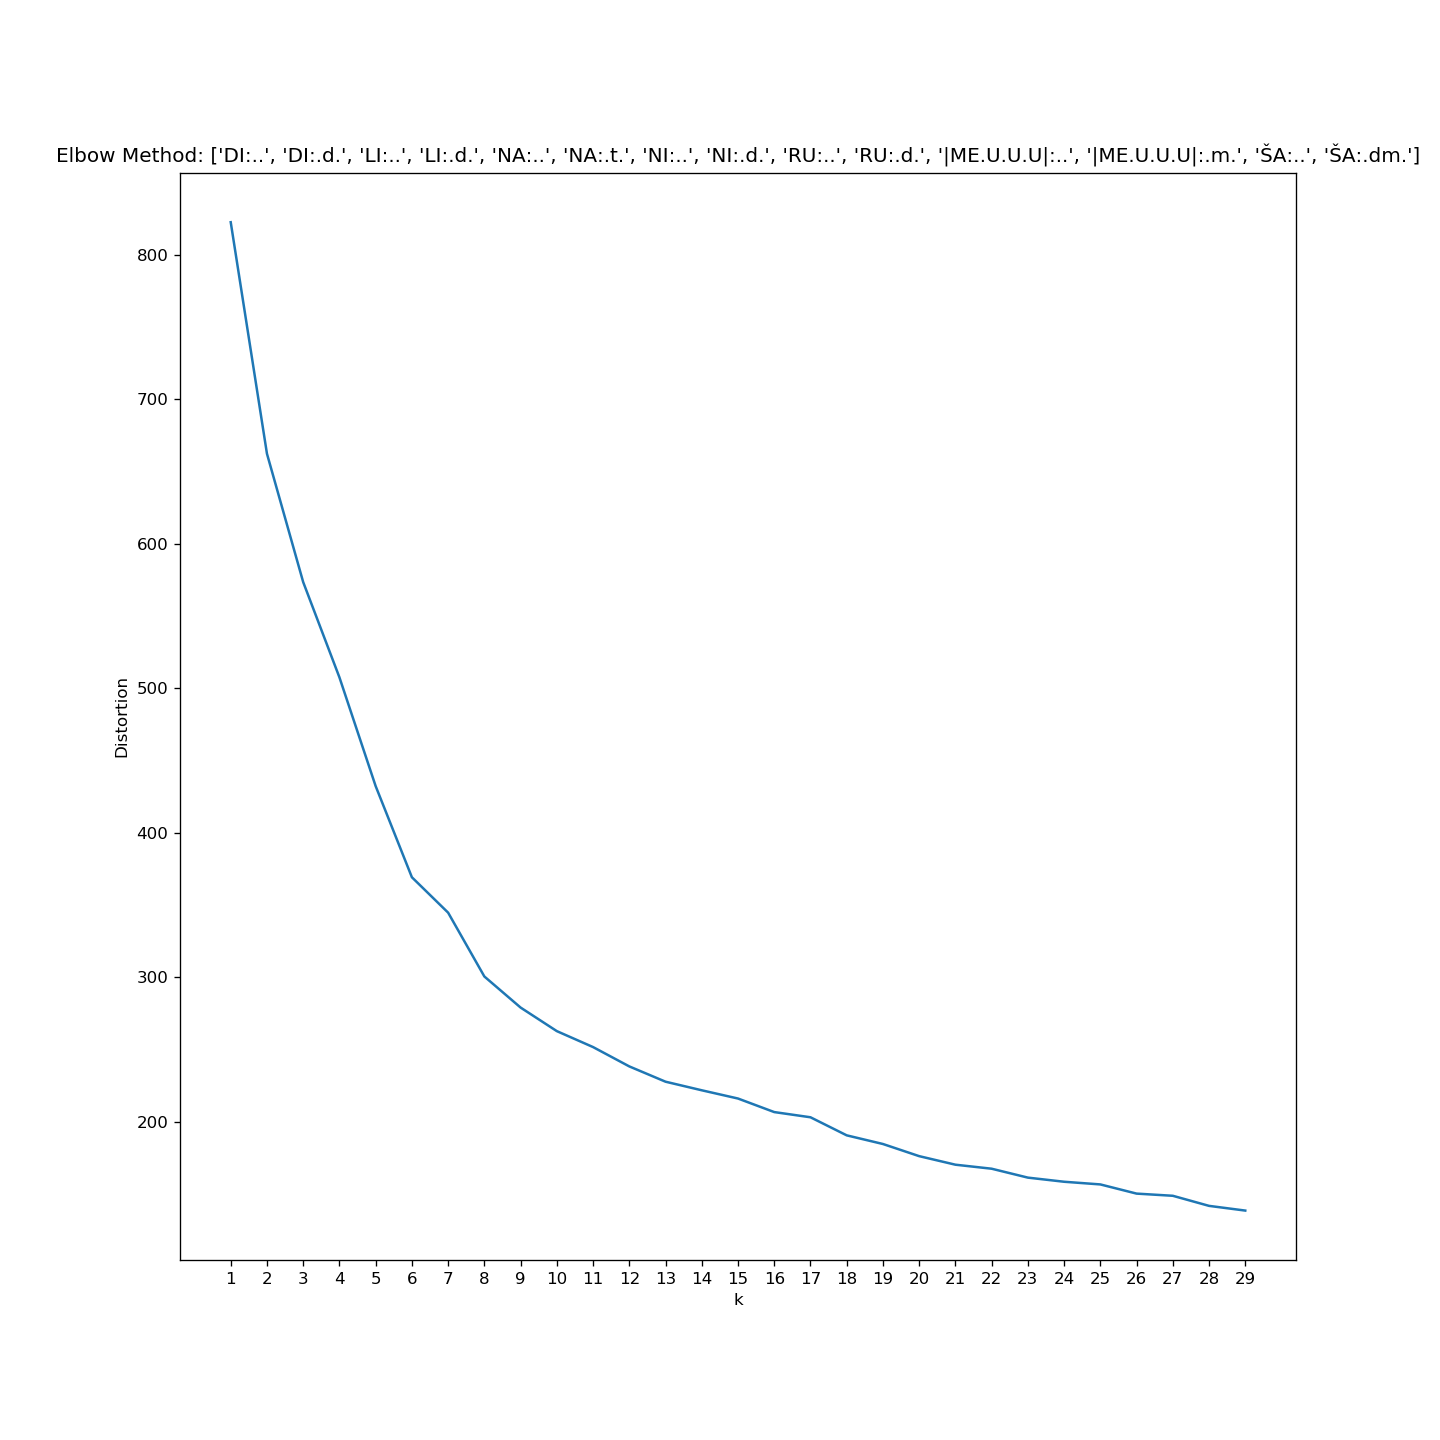 Elbow Method: ['DI:..', 'DI:.d.', 'LI:..', 'LI:.d.', 'NA:..', 'NA:.t.', 'NI:..', 'NI:.d.', 'RU:..', 'RU:.d.', '|ME.U.U.U|:..', '|ME.U.U.U|:.m.', 'ŠA:..', 'ŠA:.dm.']
800
700
600
500
400
300
200
Distortion
1 2 3 4 5 6 7 8 9 10 11 12 13 14 15 16 17 18 19 20 21 22 23 24 25 26 27 28 29
k